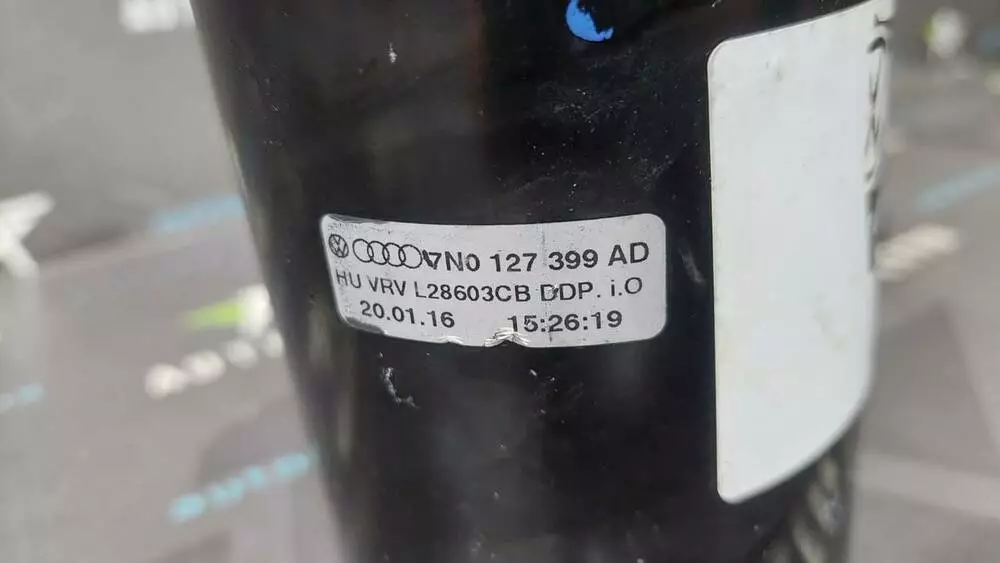 7N0 127 399 AD
HU VRV L28603CB DDP. i.O
20.01.16 15:26:19